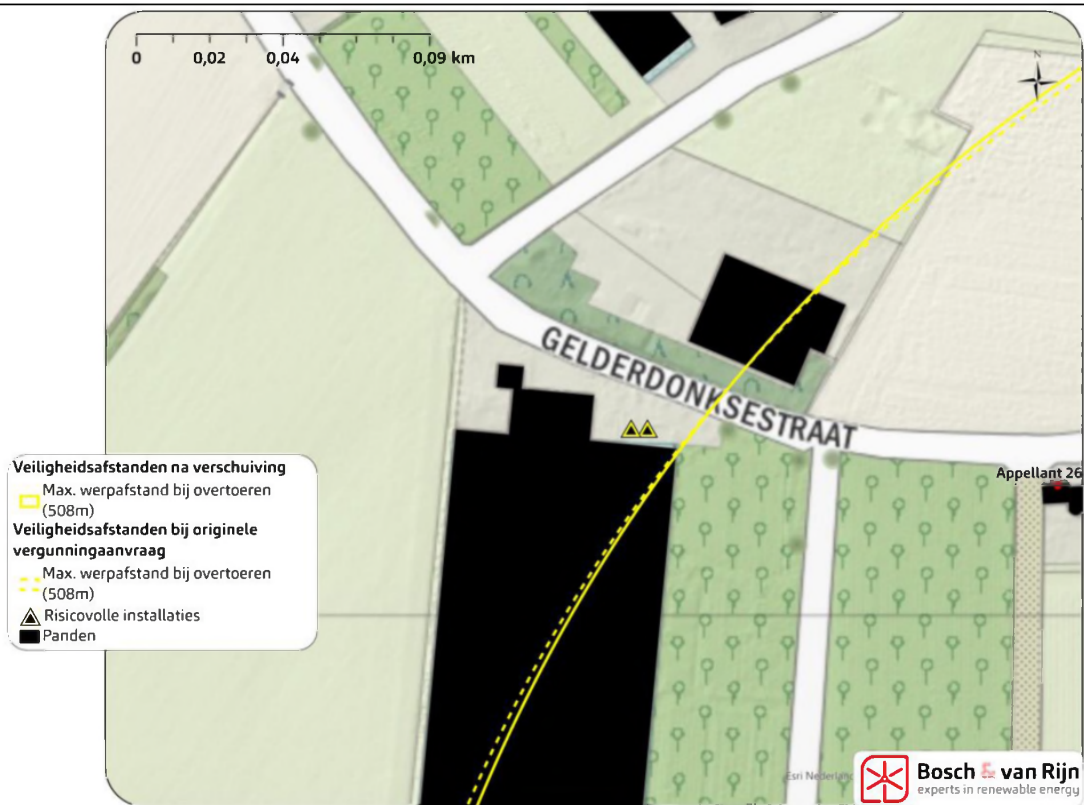 0 0,02 0,04 0,09 km
N
GELDERDONKSESTRAAT
Appellant 26
Veiligheidsafstanden na verschuiving
Max. werpafstand bij overtoeren
(508m)
Veiligheidsafstanden bij originele
vergunningaanvraag
Max. werpafstand bij overtoeren
(508m)
Risicovolle installaties
Panden
Esri Nederland
Bosch & van Rijn
experts in renewable energy